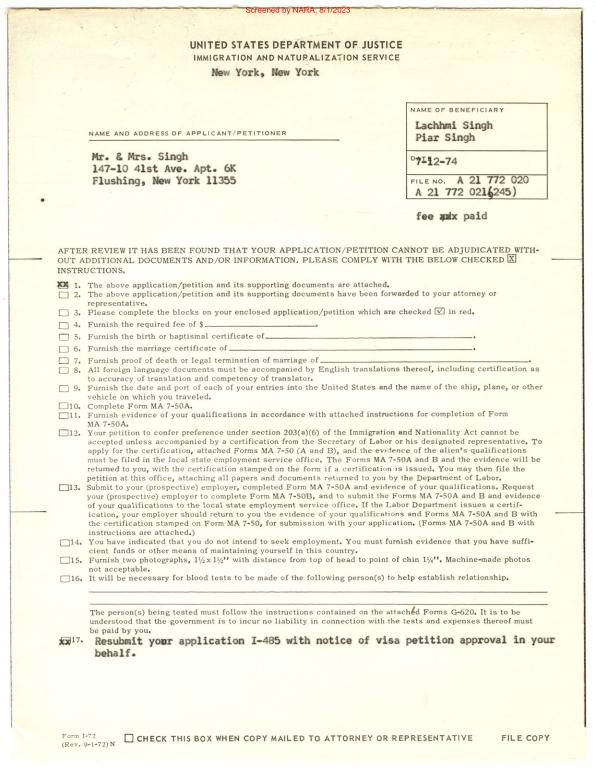 Screened by NARA, 8/1/2023
UNITED STATES DEPARTMENT OF JUSTICE
IMMIGRATION AND NATURALIZATION SERVICE
New York, New York
NAME OF BENEFICIARY
Lachhmi Singh
Piar Singh
NAME AND ADDRESS OF APPLICANT/PETITIONER
Mr. & Mrs. Singh
147-10 41st Ave. Apt. 6K
Flushing, New York 11355
12-74
FILE NO. A 21 772 020
A 21 772 021(245)
fee paid
AFTER REVIEW IT HAS BEEN FOUND THAT YOUR APPLICATION/PETITION CANNOT BE ADJUDICATED WITH-
OUT ADDITIONAL DOCUMENTS AND/OR INFORMATION. PLEASE COMPLY WITH THE BELOW CHECKED X
INSTRUCTIONS.
XX 1. The above application/petition and its supporting documents are attached.
2. The above application/petition and its supporting documents have been forwarded to your attorney or
representative.
3. Please complete the blocks on your enclosed application/petition which are checked ✓ in red.
4. Furnish the required fee of $
5. Furnish the birth or baptismal certificate of
6. Furnish the marriage certificate of
7. Furnish proof of death or legal termination of marriage of
8. All foreign language documents must be accompanied by English translations thereof, including certification as
to accuracy of translation and competency of translator.
9. Furnish the date and port of each of your entries into the United States and the name of the ship, plane, or other
vehicle on which you traveled.
10. Complete Form MA 7-50A.
11. Furnish evidence of your qualifications in accordance with attached instructions for completion of Form
MA 7-50A.
12. Your petition to confer preference under section 203(a)(6) of the Immigration and Nationality Act cannot be
accepted unless accompanied by a certification from the Secretary of Labor or his designated representative. To
apply for the certification, attached Forms MA 7-50 (A and B), and the evidence of the alien's qualifications
must be filed in the local state employment service office. The Form MA 7-50A and B and the evidence will be
returned to you, with the certification stamped on the form if a certification is issued. You may then file the
petition at this office, attaching all papers and documents returned to you by the Department of Labor.
13. Submit to your (prospective) employer, completed Form MA 7-50A and evidence of your qualifications. Request
your (prospective) employer to complete Form MA 7-50B, and to submit the Forms MA 7-50A and B and evidence
of your qualifications to the local state employment service office. If the Labor Department issues a certif-
ication, your employer should return to you the evidence of your qualifications and Forms MA 7-50A and B with
the certification stamped on Form MA 7-50, for submission with your application. (Forms MA 7-50A and B with
instructions are attached.)
14. You have indicated that you do not intend to seek employment. You must furnish evidence that you have suffi-
cient funds or other means of maintaining yourself in this country.
15. Furnish two photographs, 1½ x 1½" with distance from top of head to point of chin 1¼". Machine-made photos
not acceptable.
16. It will be necessary for blood tests to be made of the following person(s) to help establish relationship.
The person(s) being tested must follow the instructions contained on the attached Forms G-620. It is to be
understood that the government is to incur no liability in connection with the tests and expenses thereof must
be paid by you.
xx 17. Resubmit your application I-485 with notice of visa petition approval in your
behalf.
Form I-72
(Rev. 9-1-72) N
CHECK THIS BOX WHEN COPY MAILED TO ATTORNEY OR REPRESENTATIVE
FILE COPY